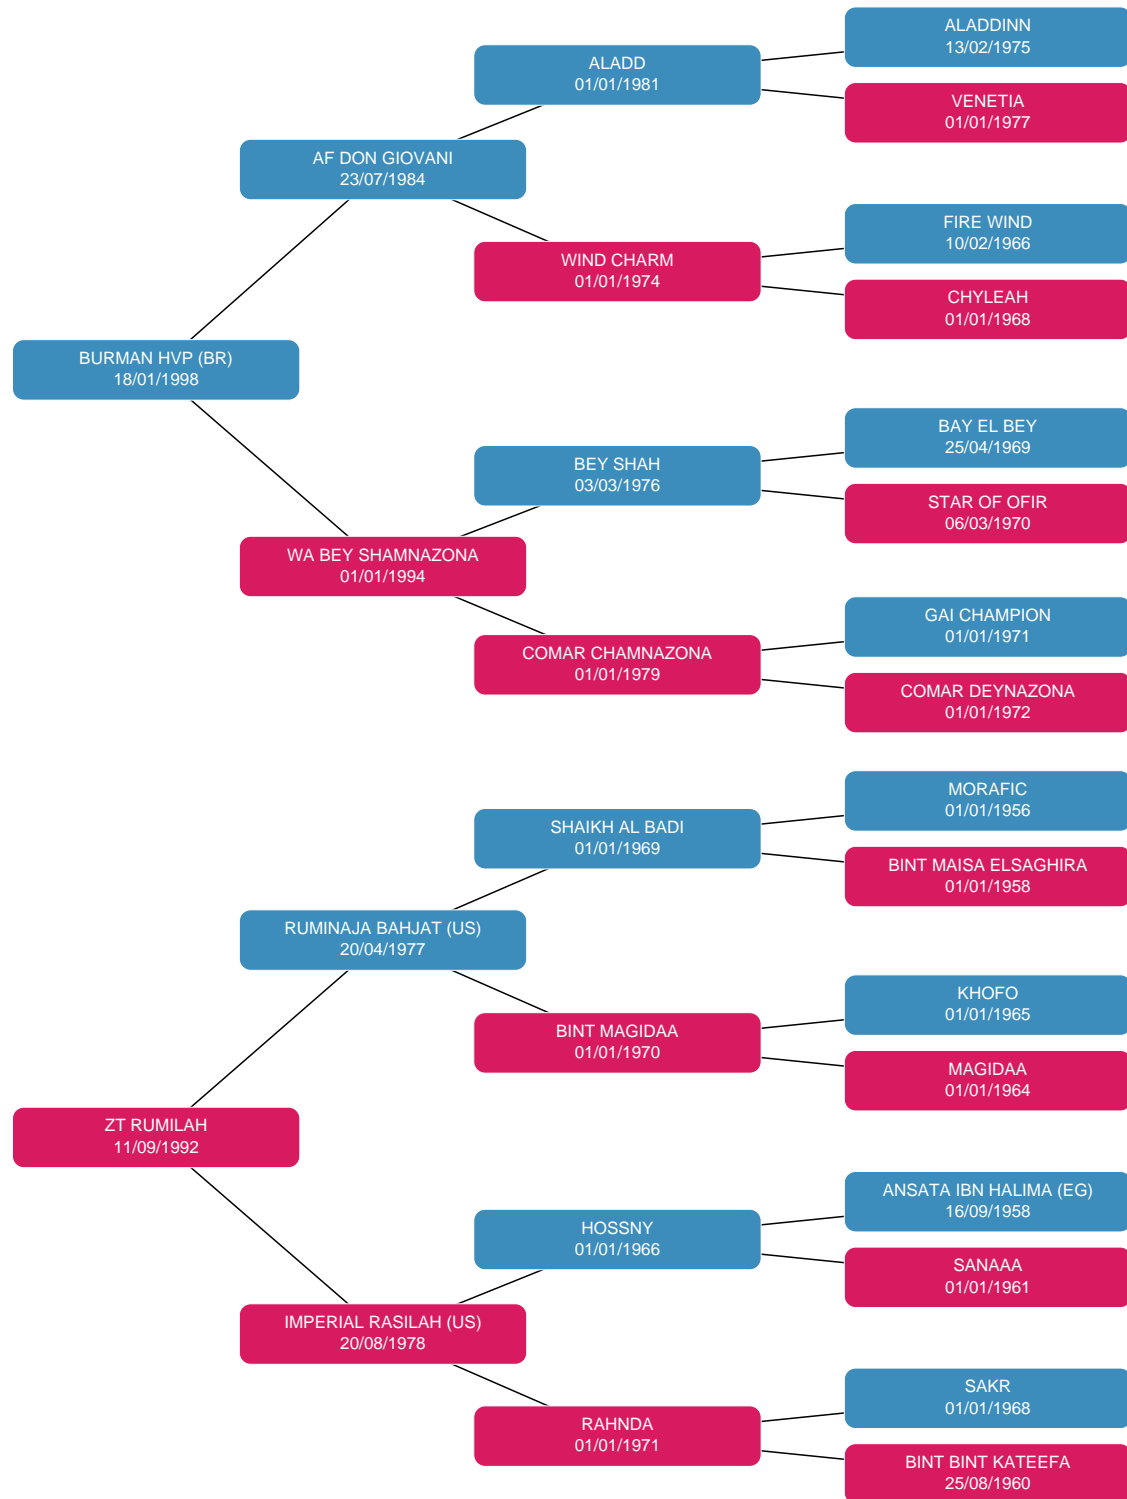 ALADDINN
13/02/1975
ALADD
01/01/1981
VENETIA
01/01/1977
AF DON GIOVANI
23/07/1984
FIRE WIND
10/02/1966
WIND CHARM
01/01/1974
CHYLEAH
01/01/1968
BURMAN HVP (BR)
18/01/1998
BAY EL BEY
25/04/1969
BEY SHAH
03/03/1976
STAR OF OFIR
06/03/1970
WA BEY SHAMNAZONA
01/01/1994
GAI CHAMPION
01/01/1971
COMAR CHAMNAZONA
01/01/1979
COMAR DEYNAZONA
01/01/1972
MORAFIC
01/01/1956
SHAIKH AL BADI
01/01/1969
BINT MAISA ELSAGHIRA
01/01/1958
RUMINAJA BAHJAT (US)
20/04/1977
KHOFO
01/01/1965
BINT MAGIDAA
01/01/1970
MAGIDAA
01/01/1964
ZT RUMILAH
11/09/1992
ANSATA IBN HALIMA (EG)
16/09/1958
HOSSNY
01/01/1966
SANAAA
01/01/1961
IMPERIAL RASILAH (US)
20/08/1978
SAKR
01/01/1968
RAHNDA
01/01/1971
BINT BINT KATEEFA
25/08/1960